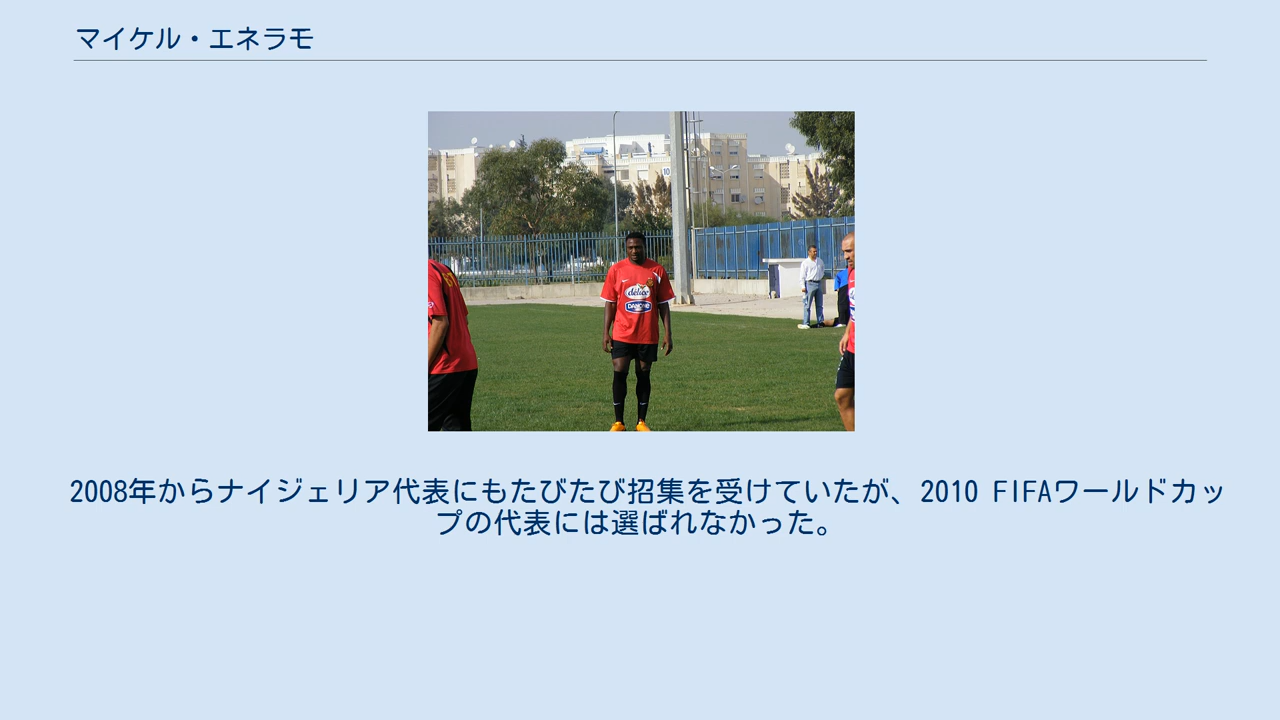 マイケル・エネラモ
10
délice
DANONE
2008年からナイジェリア代表にもたびたび招集を受けていたが、2010 FIFAワールドカッ
プの代表には選ばれなかった。